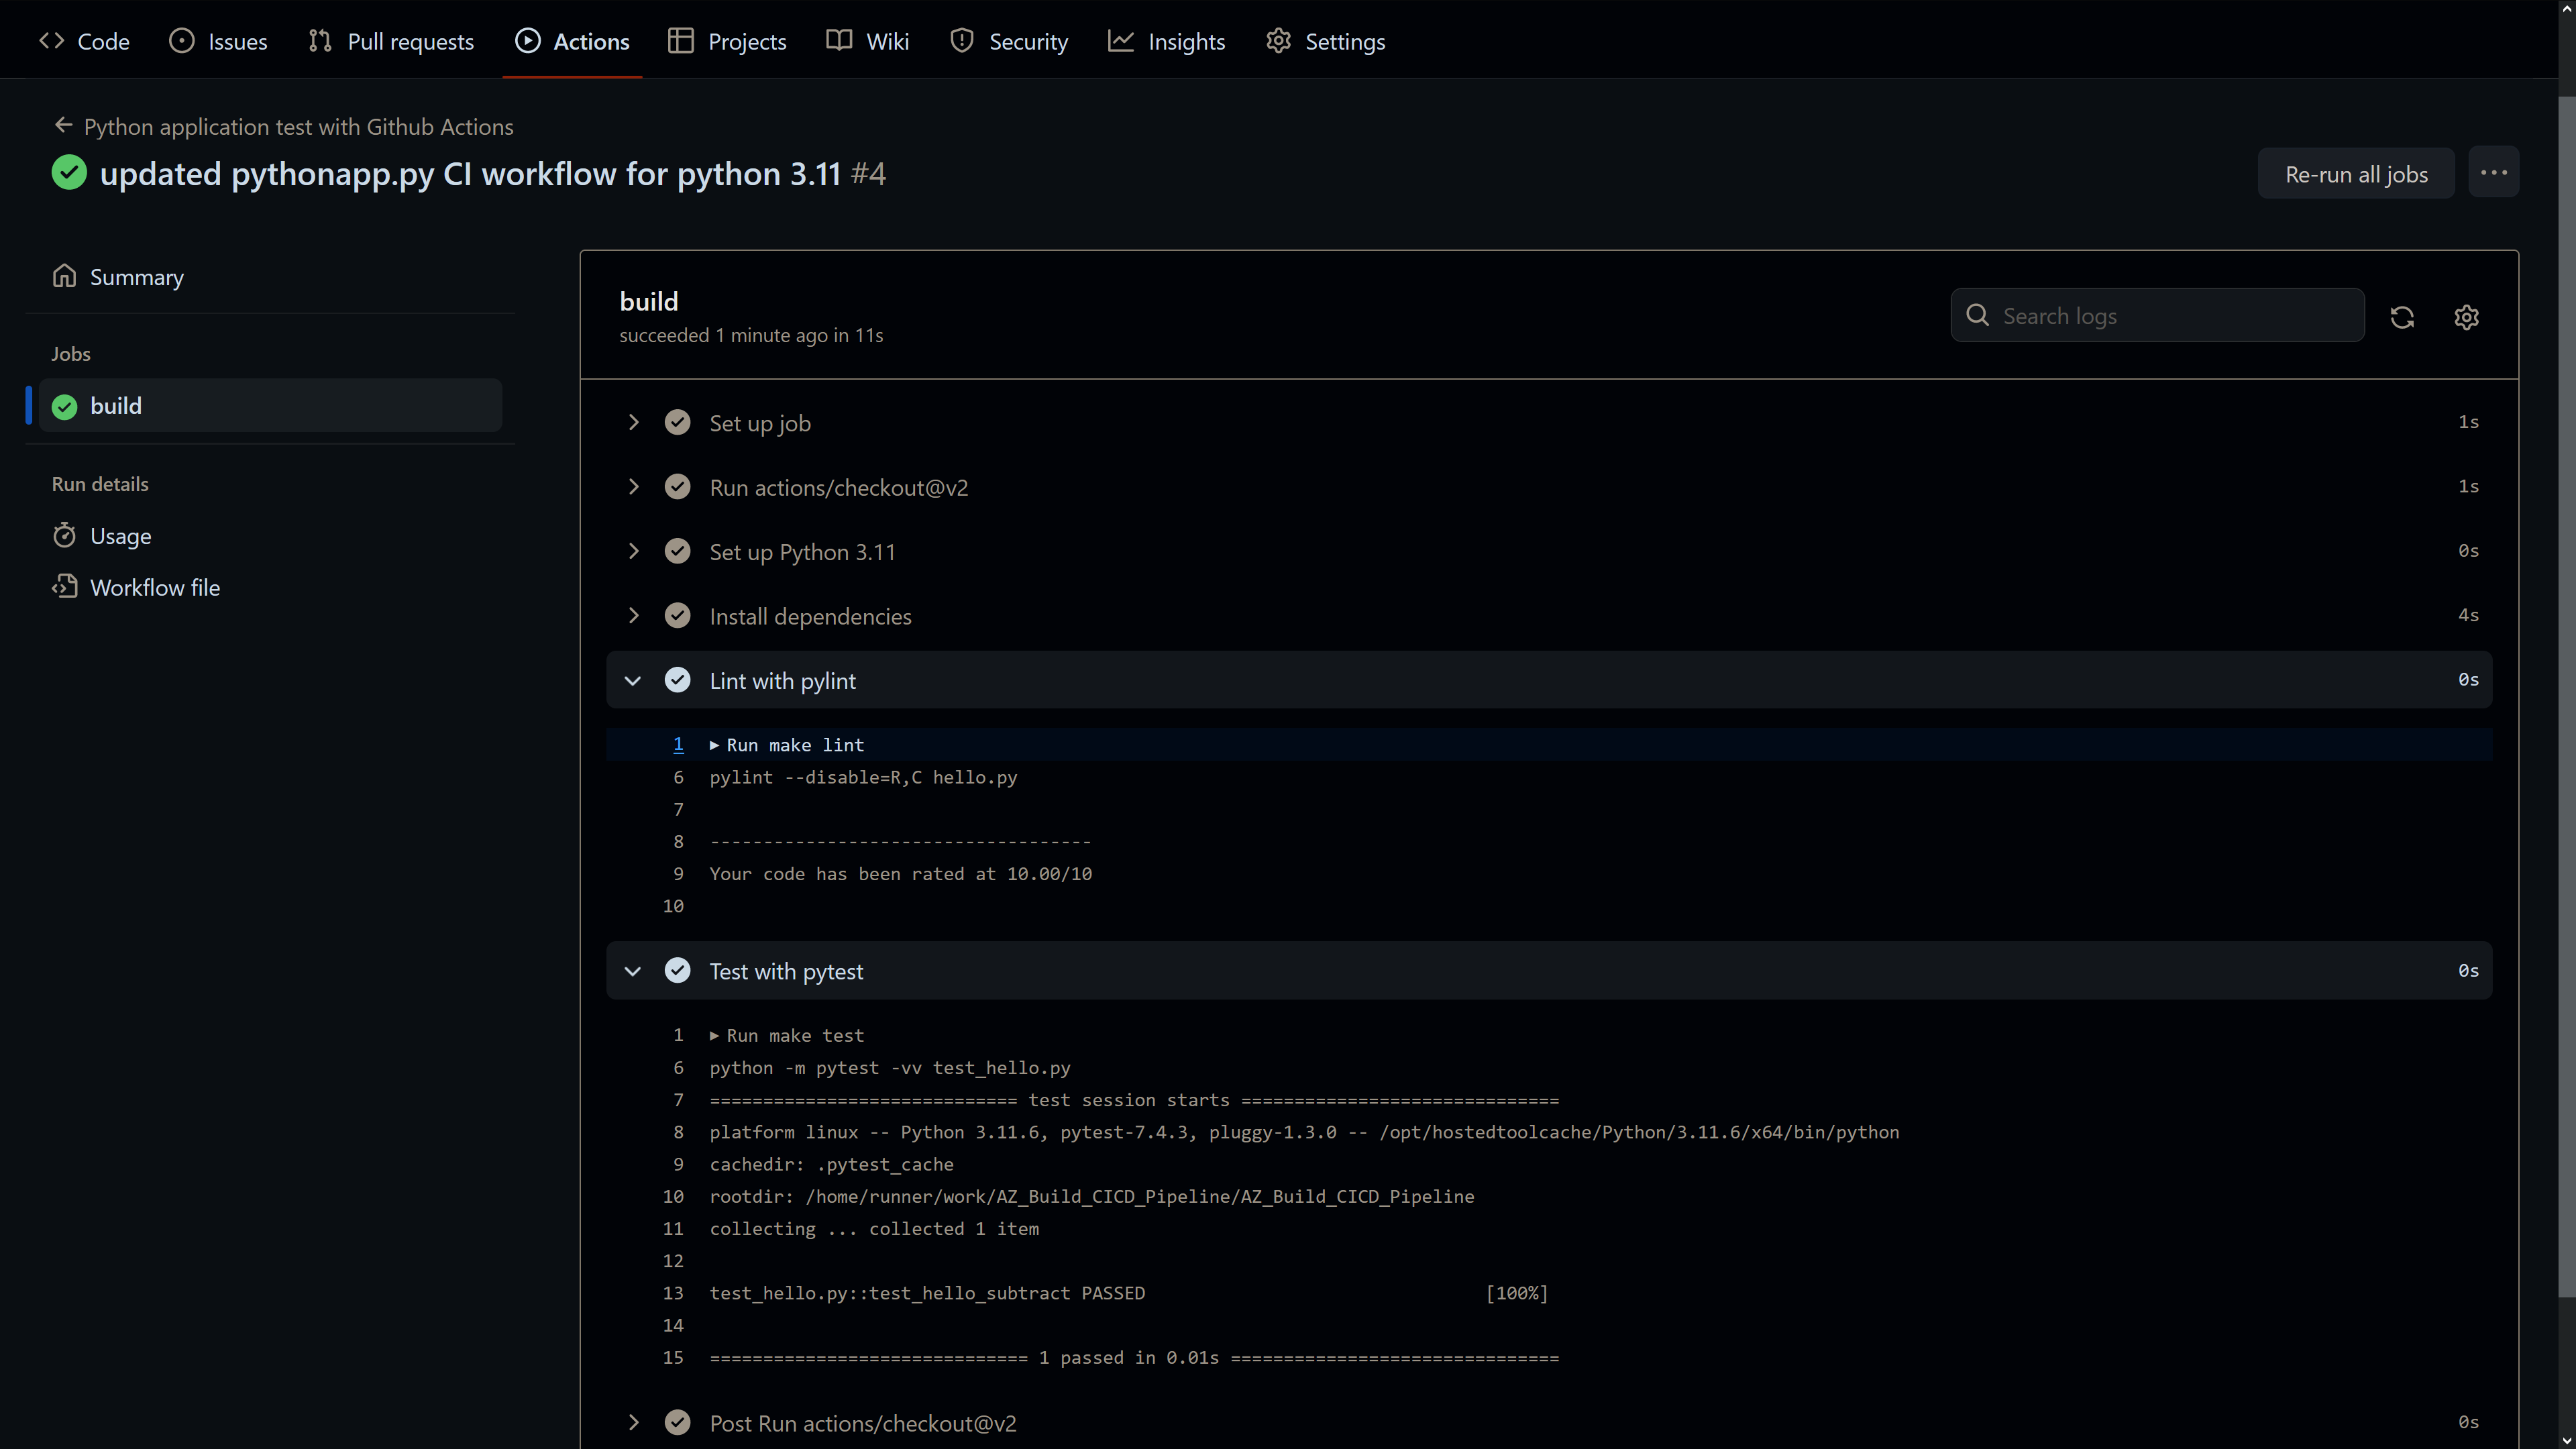 Code Issues Pull requests Actions Projects Wiki Security Insights Settings
Python application test with Github Actions
updated pythonapp.py CI workflow for python 3.11 #4
Re-run all jobs
Summary
Jobs
build
Run details
Usage
Workflow file
build
succeeded 1 minute ago in 11s
Search logs
Set up job 1s
Run actions/checkout@v2 1s
Set up Python 3.11 0s
Install dependencies 4s
Lint with pylint 0s
1 ▶ Run make lint
6 pylint --disable=R,C hello.py
7
8 ------------------------------------
9 Your code has been rated at 10.00/10
10
Test with pytest 0s
1 ▶ Run make test
6 python -m pytest -vv test_hello.py
7 ============================= test session starts ==============================
8 platform linux -- Python 3.11.6, pytest-7.4.3, pluggy-1.3.0 -- /opt/hostedtoolcache/Python/3.11.6/x64/bin/python
9 cachedir: .pytest_cache
10 rootdir: /home/runner/work/AZ_Build_CICD_Pipeline/AZ_Build_CICD_Pipeline
11 collecting ... collected 1 item
12
13 test_hello.py::test_hello_subtract PASSED [100%]
14
15 ============================== 1 passed in 0.01s ===============================
Post Run actions/checkout@v2 0s